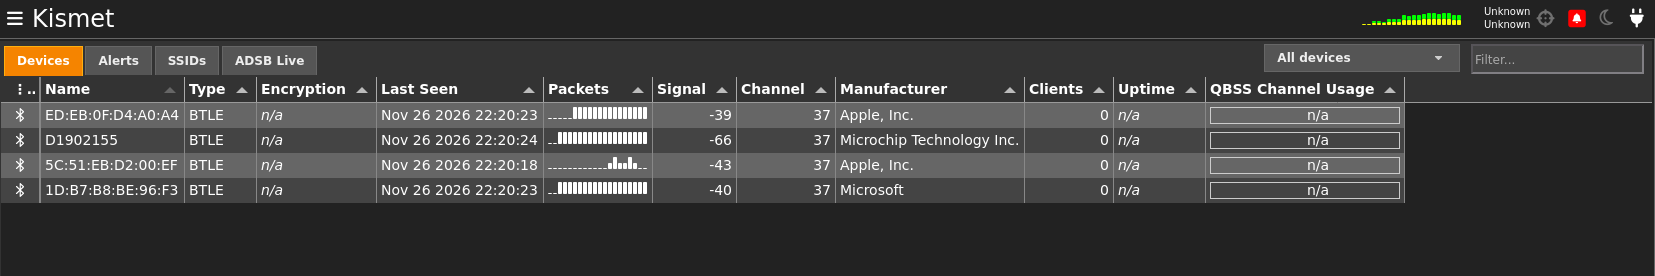 Kismet
Unknown
Unknown
Devices Alerts SSIDs ADSB Live All devices Filter...
.. Name Type Encryption Last Seen Packets Signal Channel Manufacturer Clients Uptime QBSS Channel Usage
ED:EB:0F:D4:A0:A4 BTLE n/a Nov 26 2026 22:20:23 -39 37 Apple, Inc. 0 n/a n/a
D1902155 BTLE n/a Nov 26 2026 22:20:24 -66 37 Microchip Technology Inc. 0 n/a n/a
5C:51:EB:D2:00:EF BTLE n/a Nov 26 2026 22:20:18 -43 37 Apple, Inc. 0 n/a n/a
1D:B7:B8:BE:96:F3 BTLE n/a Nov 26 2026 22:20:23 -40 37 Microsoft 0 n/a n/a